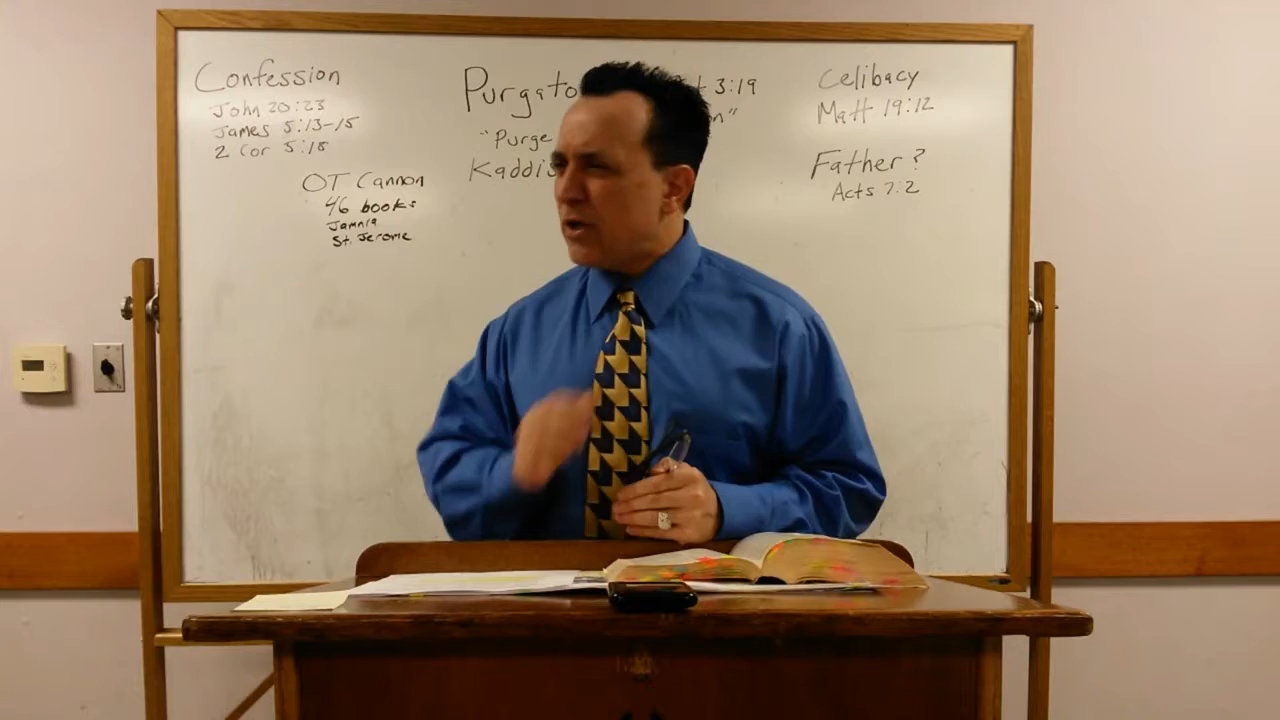 Confession
John 20:23
James 5:13-15
2 Cor 5:18
OT Cannon
46 books
Jamnia
St. Jerome
Purgato 3:19
"Purge n"
Kaddis
Celibacy
Matt 19:12
Father?
Acts 7:2